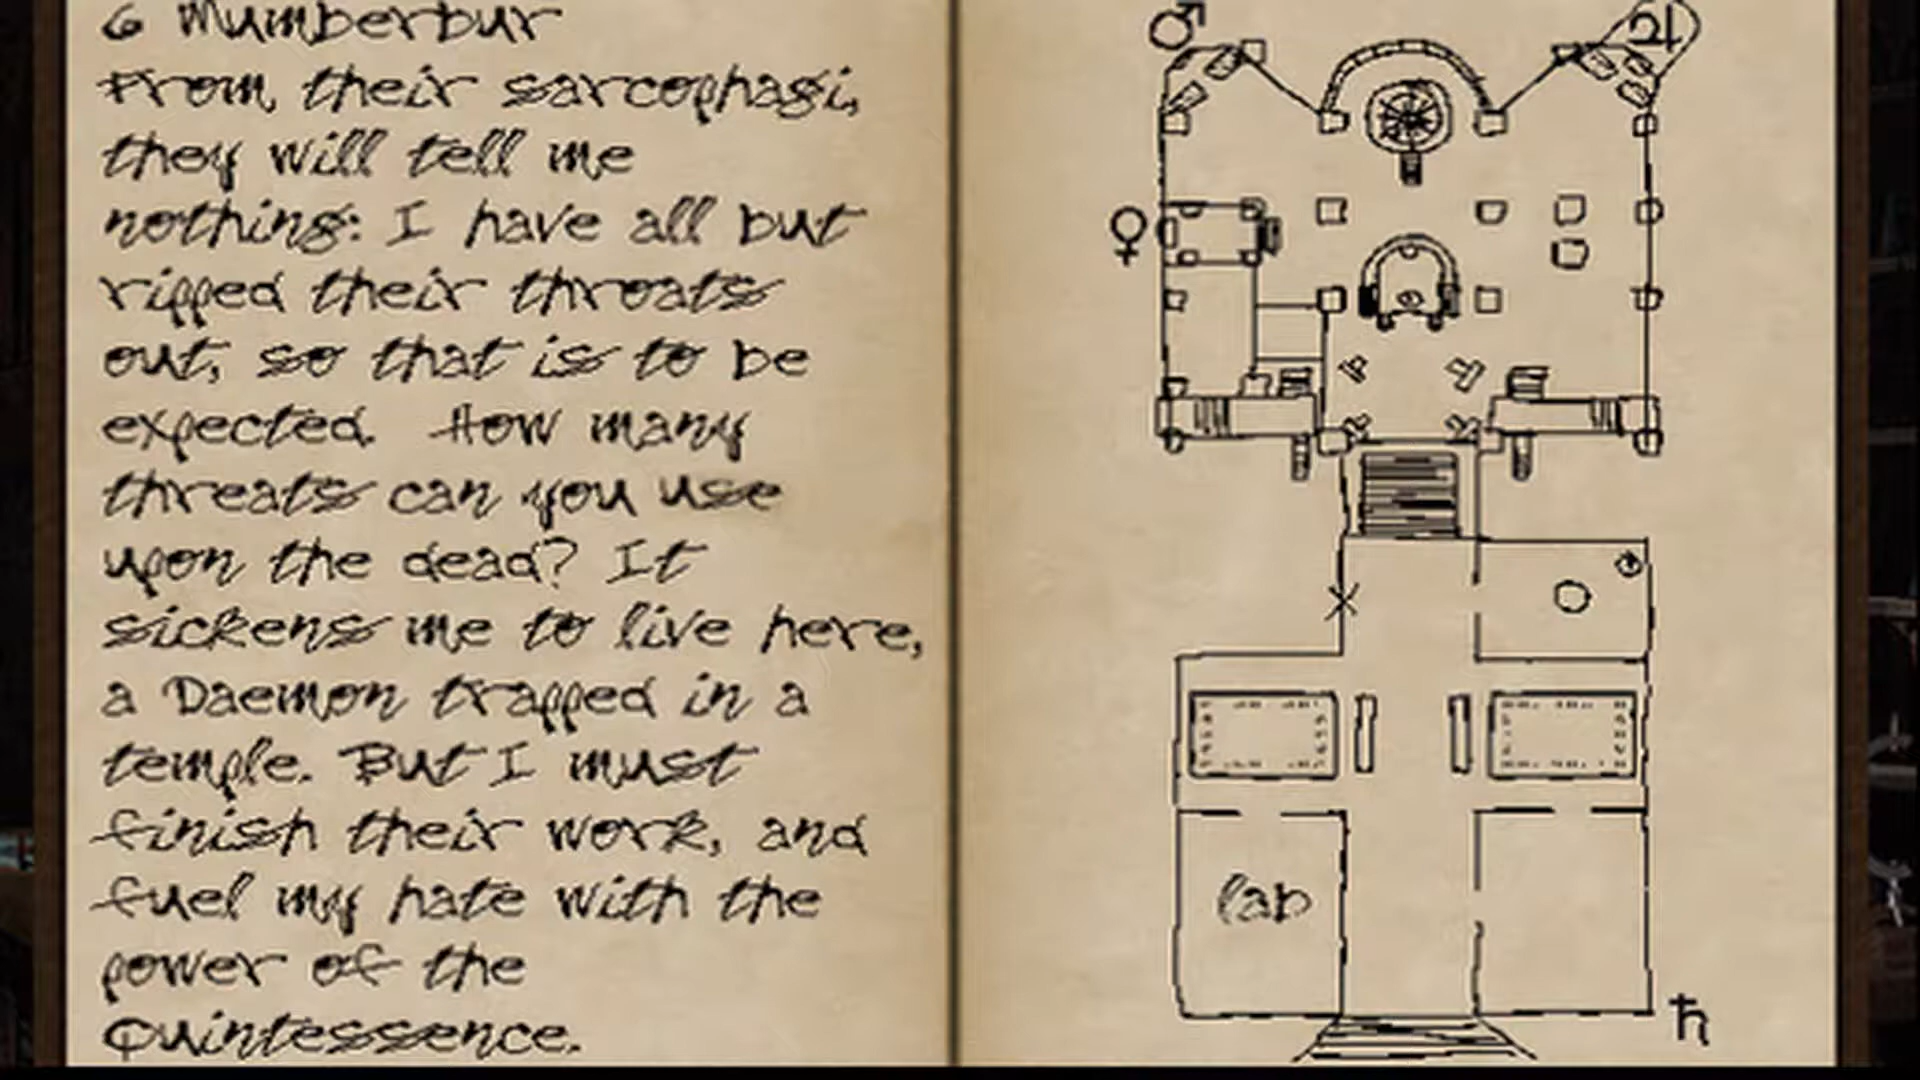 6 Mumberbur
From, their sarcophagi,
they will tell me
nothing: I have all but
ripped their throats
out, so that is to be
expected. How many
threats can you use
upon the dead? It
sickens me to live here,
a Daemon trapped in a
temple. But I must
finish their work, and
fuel my hate with the
power of the
Quintessence.
♂
♃
♀
lab
♄